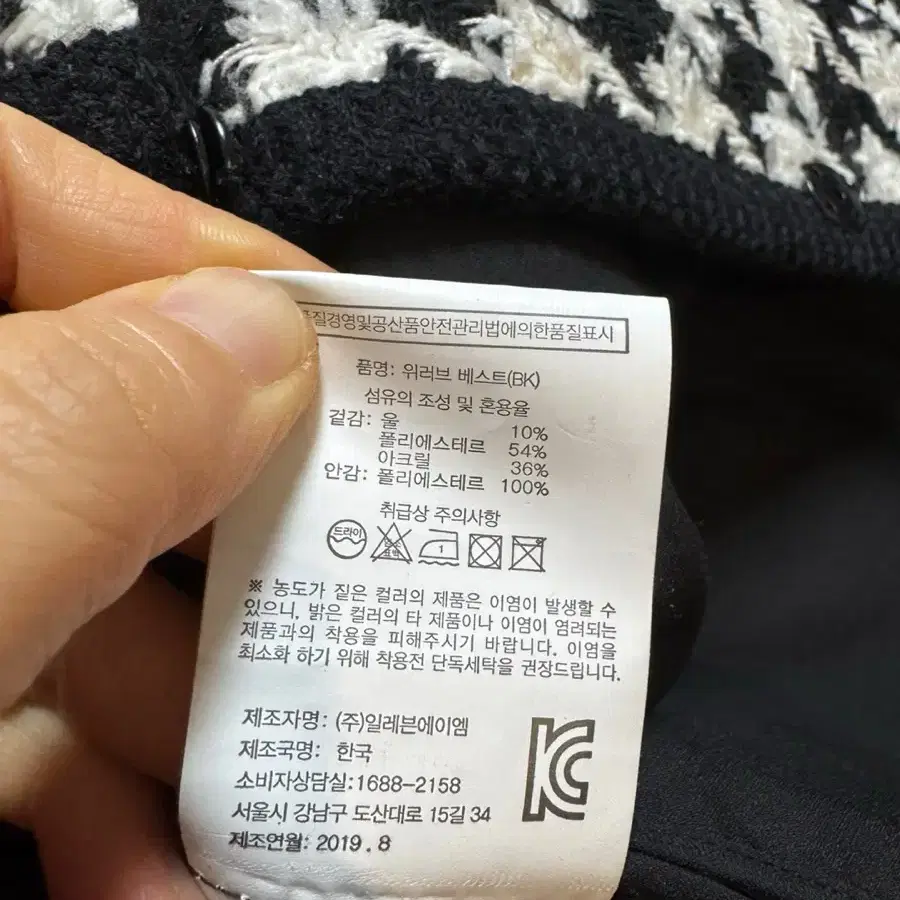 품질경영및공산품안전관리법에의한품질표시
품명: 위러브 베스트(BK)
섬유의 조성 및 혼용율
겉감: 울 10%
폴리에스테르 54%
아크릴 36%
안감: 폴리에스테르 100%
취급상 주의사항
드라이 1
※ 농도가 짙은 컬러의 제품은 이염이 발생할 수
있으니, 밝은 컬러의 타 제품이나 이염이 염려되는
제품과의 착용을 피해주시기 바랍니다. 이염을
최소화 하기 위해 착용전 단독세탁을 권장드립니다.
제조자명: (주)일레븐에이엠
제조국명: 한국
소비자상담실:1688-2158
서울시 강남구 도산대로 15길 34
제조연월: 2019.8
KC